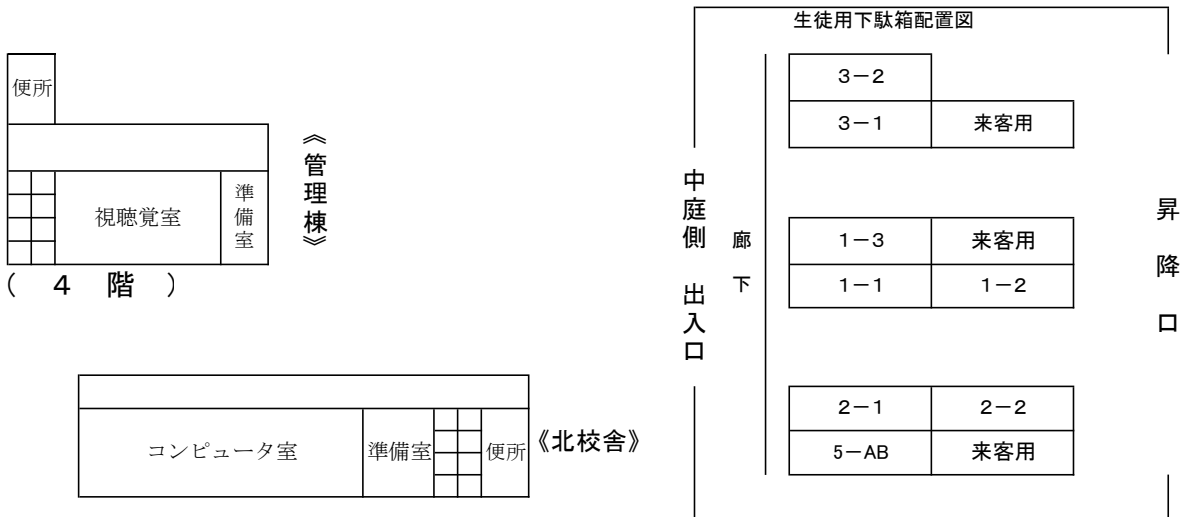 便所
《管理棟》
視聴覚室
準備室
( 4 階 )
コンピュータ室
準備室
便所
《北校舎》
生徒用下駄箱配置図
中庭側 出入口
廊下
3-2
3-1 来客用
1-3 来客用
1-1 1-2
2-1 2-2
5-AB 来客用
昇降口